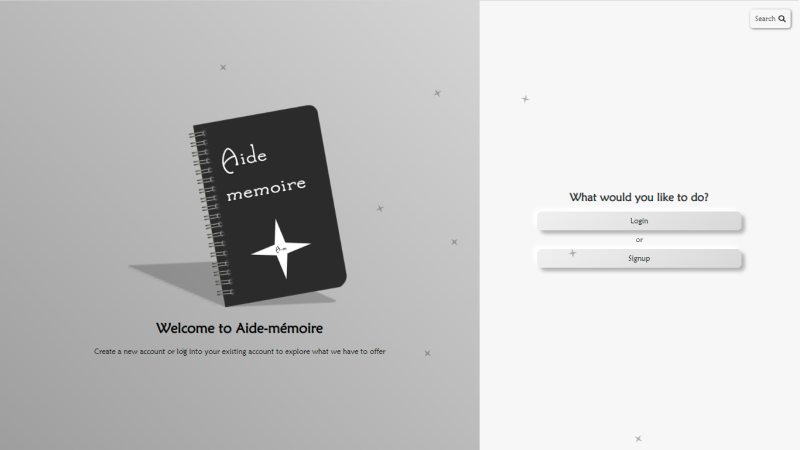 Search
Aide
memoire
Welcome to Aide-mémoire
Create a new account or log into your existing account to explore what we have to offer
What would you like to do?
Login
or
Signup